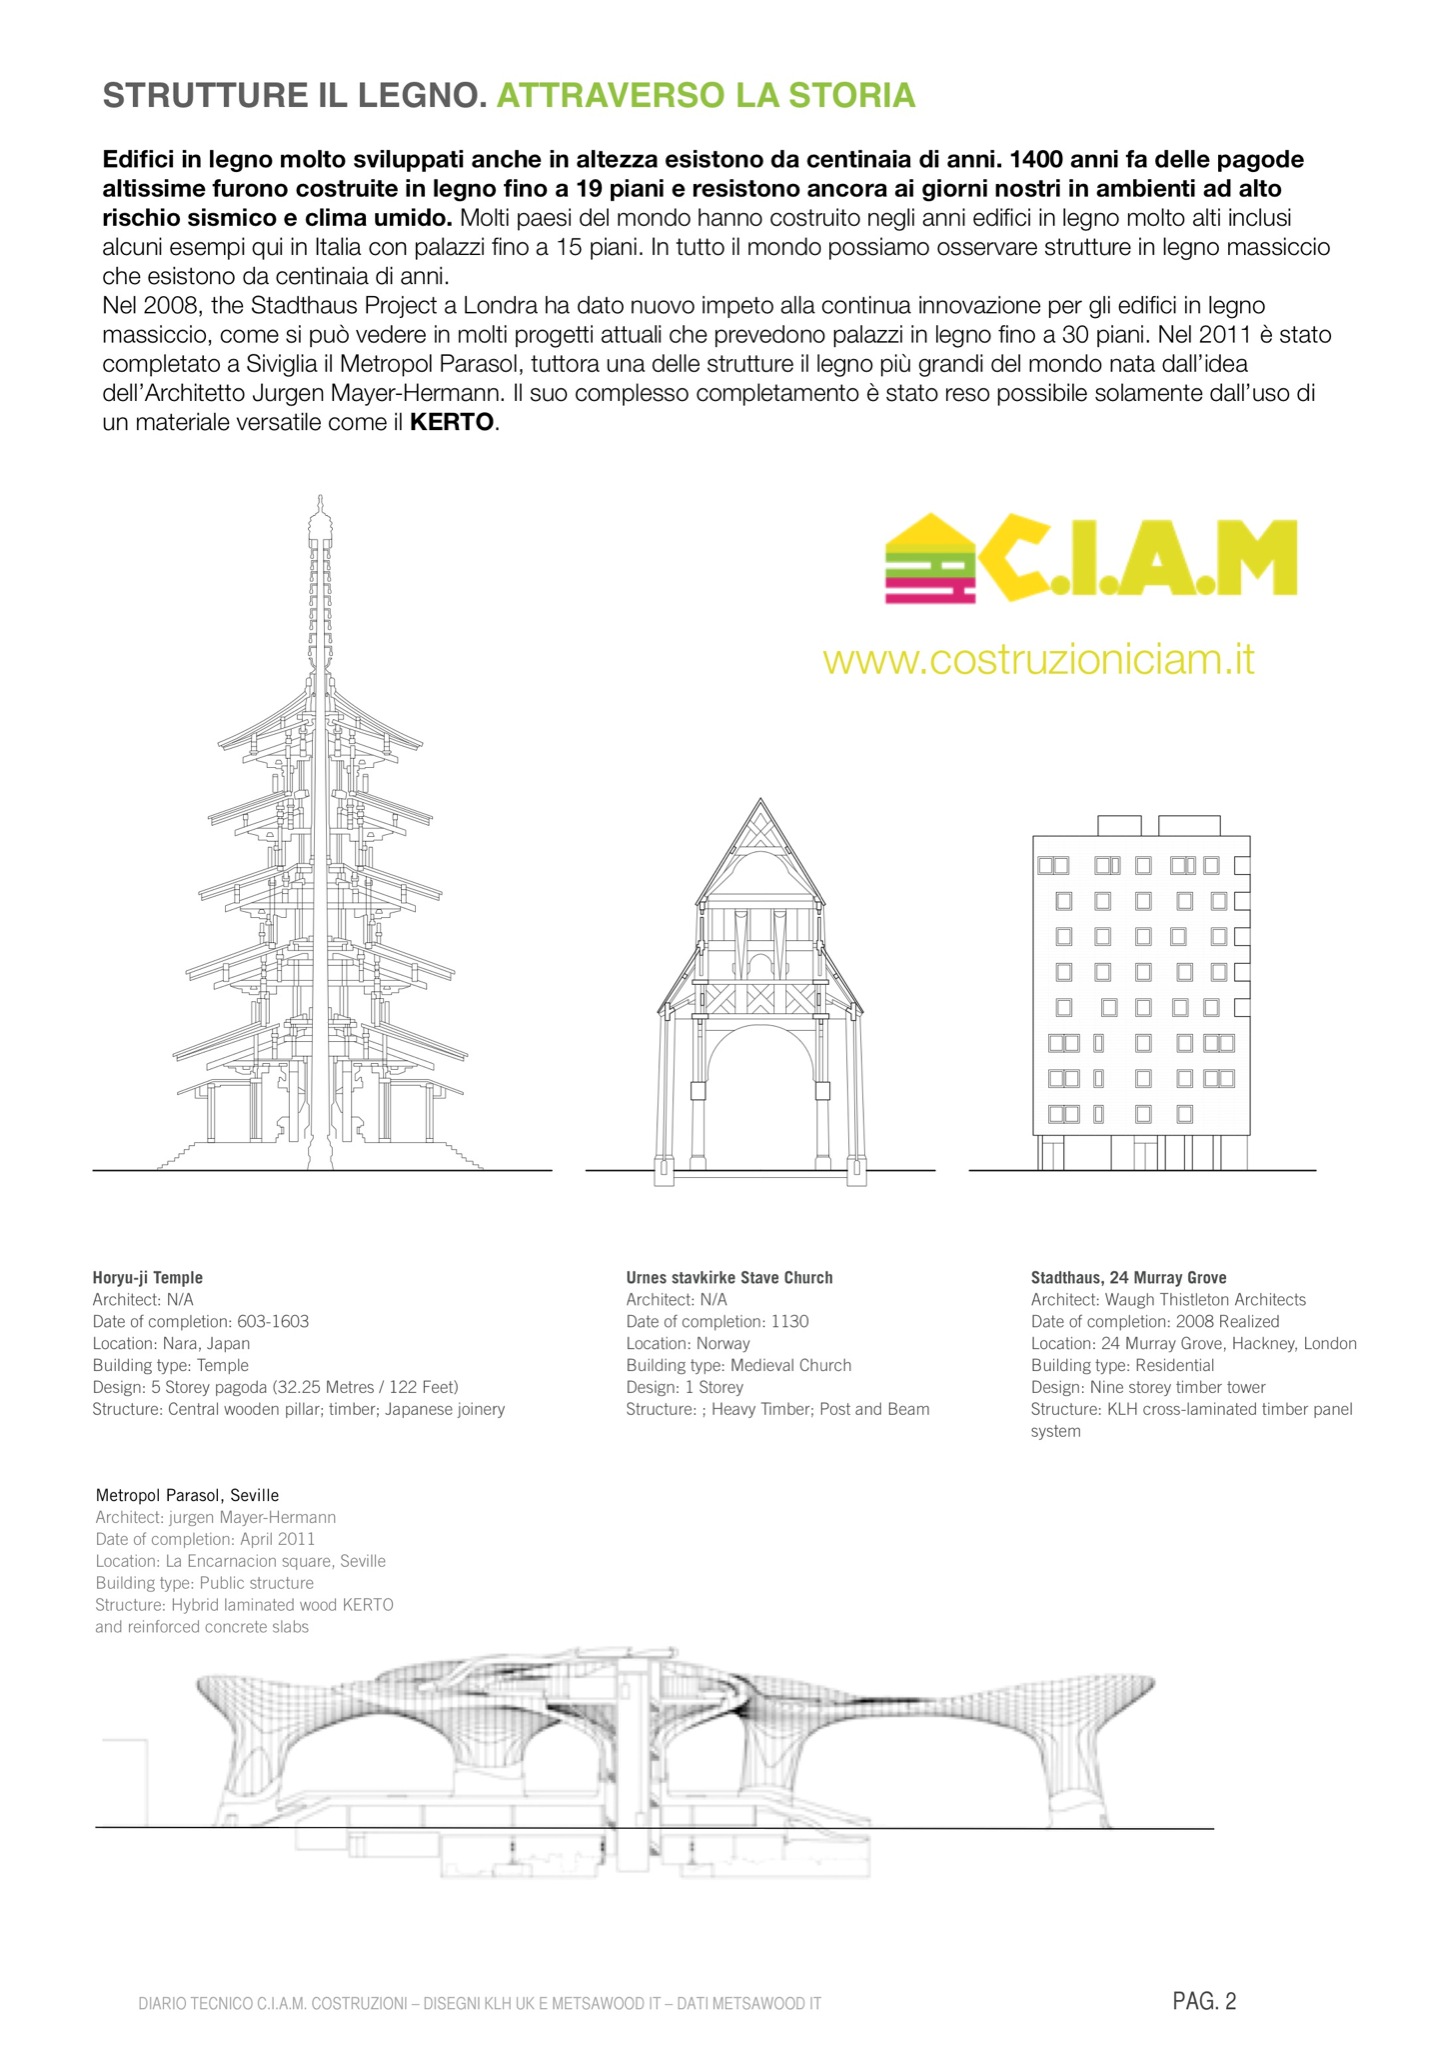 STRUTTURE IL LEGNO. ATTRAVERSO LA STORIA
Edifici in legno molto sviluppati anche in altezza esistono da centinaia di anni. 1400 anni fa delle pagode
altissime furono costruite in legno fino a 19 piani e resistono ancora ai giorni nostri in ambienti ad alto
rischio sismico e clima umido. Molti paesi del mondo hanno costruito negli anni edifici in legno molto alti inclusi
alcuni esempi qui in Italia con palazzi fino a 15 piani. In tutto il mondo possiamo osservare strutture in legno massiccio
che esistono da centinaia di anni.
Nel 2008, the Stadthaus Project a Londra ha dato nuovo impeto alla continua innovazione per gli edifici in legno
massiccio, come si può vedere in molti progetti attuali che prevedono palazzi in legno fino a 30 piani. Nel 2011 è stato
completato a Siviglia il Metropol Parasol, tuttora una delle strutture il legno più grandi del mondo nata dall'idea
dell'Architetto Jurgen Mayer-Hermann. Il suo complesso completamento è stato reso possibile solamente dall'uso di
un materiale versatile come il KERTO.
C.I.A.M
www.costruzioniciam.it
Horyu-ji Temple
Architect: N/A
Date of completion: 603-1603
Location: Nara, Japan
Building type: Temple
Design: 5 Storey pagoda (32.25 Metres / 122 Feet)
Structure: Central wooden pillar; timber; Japanese joinery
Urnes stavkirke Stave Church
Architect: N/A
Date of completion: 1130
Location: Norway
Building type: Medieval Church
Design: 1 Storey
Structure: ; Heavy Timber; Post and Beam
Stadthaus, 24 Murray Grove
Architect: Waugh Thistleton Architects
Date of completion: 2008 Realized
Location: 24 Murray Grove, Hackney, London
Building type: Residential
Design: Nine storey timber tower
Structure: KLH cross-laminated timber panel
system
Metropol Parasol, Seville
Architect: jurgen Mayer-Hermann
Date of completion: April 2011
Location: La Encarnacion square, Seville
Building type: Public structure
Structure: Hybrid laminated wood KERTO
and reinforced concrete slabs
DIARIO TECNICO C.I.A.M. COSTRUZIONI – DISEGNI KLH UK E METSAWOOD IT – DATI METSAWOOD IT
PAG. 2